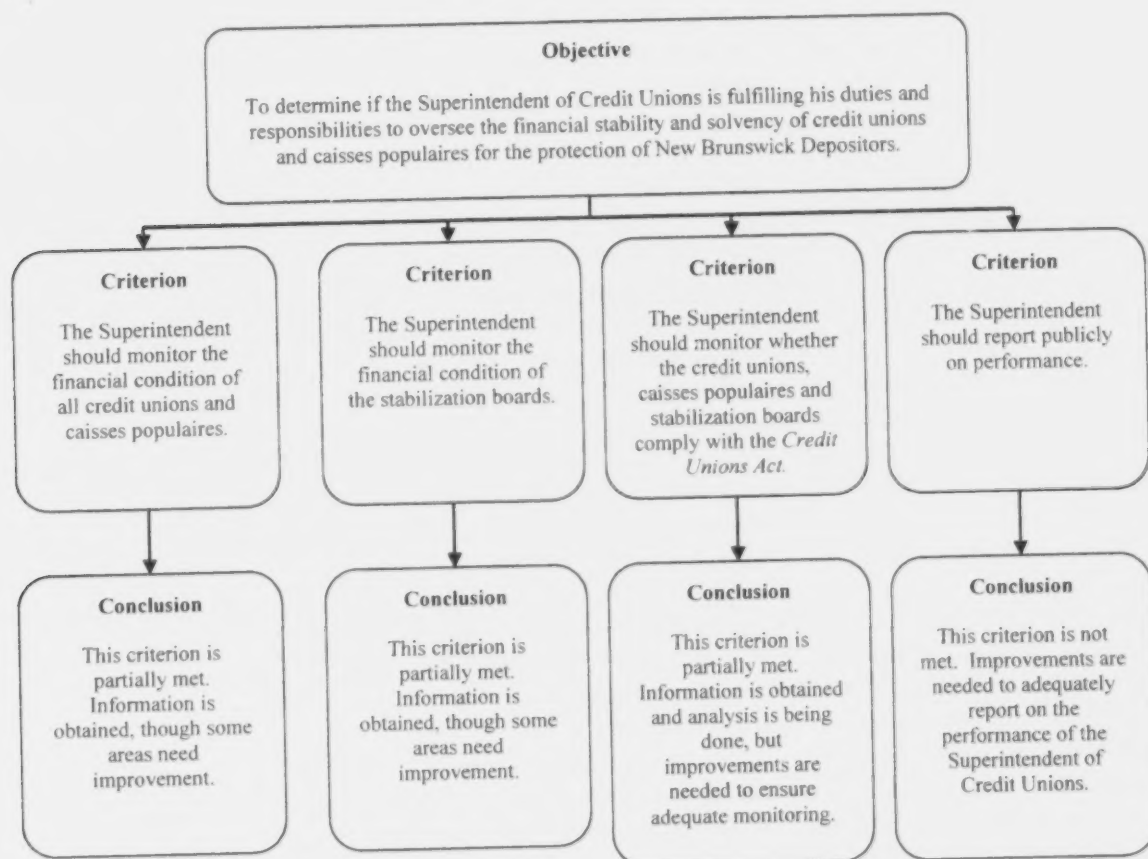 Objective
To determine if the Superintendent of Credit Unions is fulfilling his duties and
responsibilities to oversee the financial stability and solvency of credit unions
and caisses populaires for the protection of New Brunswick Depositors.
Criterion
The Superintendent
should monitor the
financial condition of
all credit unions and
caisses populaires.
Criterion
The Superintendent
should monitor the
financial condition of
the stabilization boards.
Criterion
The Superintendent
should monitor whether
the credit unions,
caisses populaires and
stabilization boards
comply with the Credit
Unions Act.
Criterion
The Superintendent
should report publicly
on performance.
Conclusion
This criterion is
partially met.
Information is
obtained, though some
areas need
improvement.
Conclusion
This criterion is
partially met.
Information is
obtained, though some
areas need
improvement.
Conclusion
This criterion is
partially met.
Information is obtained
and analysis is being
done, but
improvements are
needed to ensure
adequate monitoring.
Conclusion
This criterion is not
met. Improvements are
needed to adequately
report on the
performance of the
Superintendent of
Credit Unions.